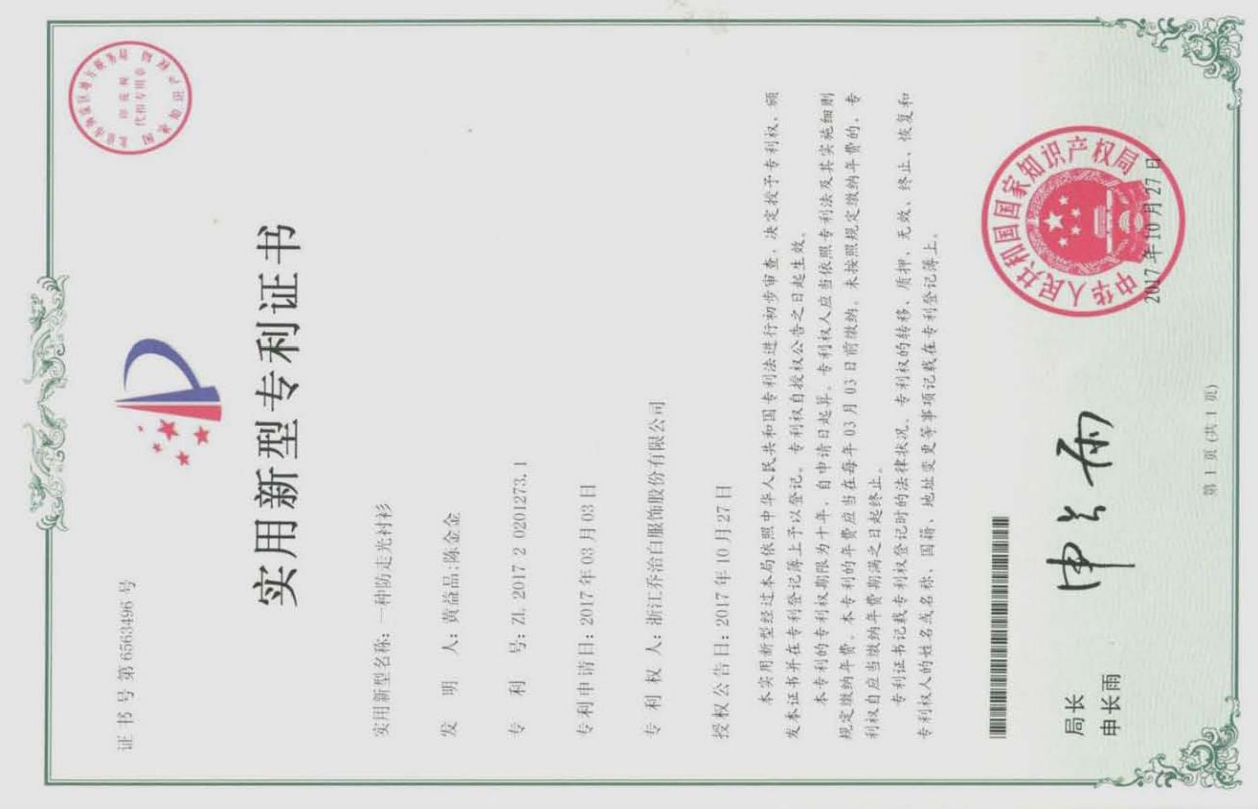 证书号第6563496号
实用新型专利证书
实用新型名称：一种防走光衬衫
发明人：黄益品;陈金金
专利号：ZL 2017 2 0201273.1
专利申请日：2017年03月03日
专利权人：浙江乔治白服饰股份有限公司
授权公告日：2017年10月27日
本实用新型经过本局依照中华人民共和国专利法进行初步审查，决定授予专利权，颁
发本证书并在专利登记簿上予以登记。专利权自授权公告之日起生效。
本专利的专利权期限为十年，自申请日起算。专利权人应当依照专利法及其实施细则
规定缴纳年费。本专利的年费应当在每年03月03日前缴纳。未按照规定缴纳年费的，专
利权自应当缴纳年费期满之日起终止。
专利证书记载专利权登记时的法律状况。专利权的转移、质押、无效、终止、恢复和
专利权人的姓名或名称、国籍、地址变更等事项记载在专利登记簿上。
局长
申长雨
申长雨
中华人民共和国国家知识产权局
2017年10月27日
第1页(共1页)